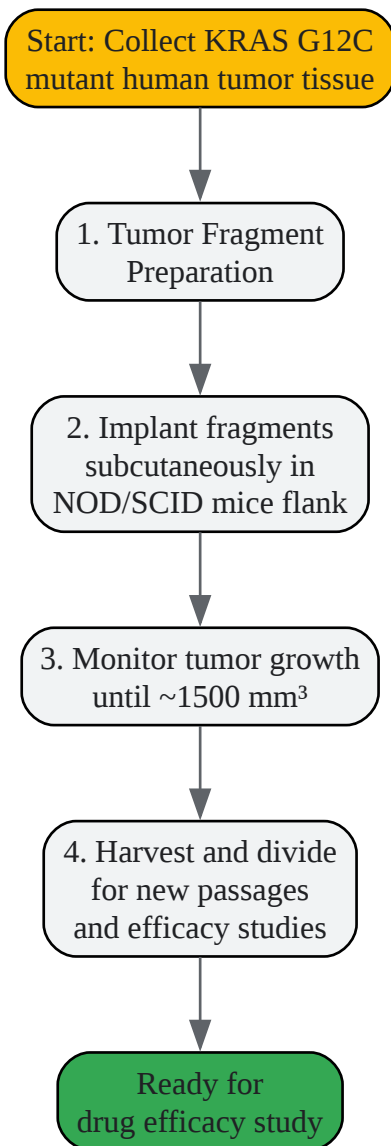 Start: Collect KRAS G12C
mutant human tumor tissue
1. Tumor Fragment
Preparation
2. Implant fragments
subcutaneously in
NOD/SCID mice flank
3. Monitor tumor growth
until ~1500 mm³
4. Harvest and divide
for new passages
and efficacy studies
Ready for
drug efficacy study